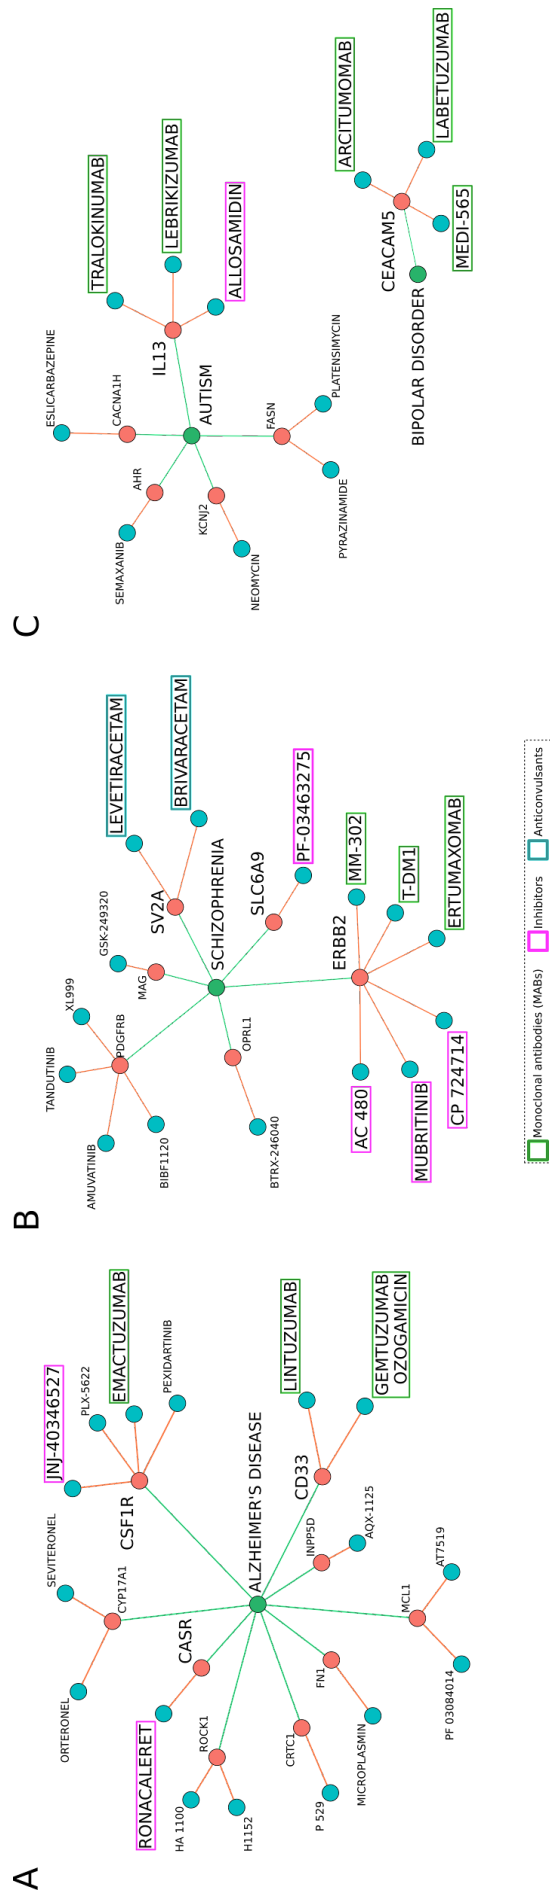 A
ORTERONEL
SEVITERONEL
CYP17A1
JNJ-40346527
PLX-5622
EMACTUZUMAB
PEXIDARTINIB
CSF1R
RONACALERET
CASR
ALZHEIMER'S DISEASE
HA 1100
ROCK1
H1152
P 529
CRTC1
MICROPLASMIN
FN1
INPP5D
AQX-1125
CD33
LINTUZUMAB
GEMTUZUMAB
OZOGAMICIN
MCL1
PF 03084014
AT7519
B
AMUVATINIB
TANDUTINIB
XL999
PDGFRB
BIBF1120
GSK-249320
MAG
LEVETIRACETAM
BRIVARACETAM
SV2A
SCHIZOPHRENIA
SLC6A9
PF-03463275
OPRL1
BTRX-246040
ERBB2
MM-302
T-DM1
ERTUMAXOMAB
AC 480
MUBRITINIB
CP 724714
C
ESLICARBAZEPINE
CACNA1H
AHR
SEMAXANIB
TRALOKINUMAB
LEBRIKIZUMAB
ALLOSAMIDIN
IL13
AUTISM
KCNJ2
NEOMYCIN
FASN
PYRAZINAMIDE
PLATENSIMYCIN
ARCITUMOMAB
LABETUZUMAB
MEDI-565
CEACAM5
BIPOLAR DISORDER
Monoclonal antibodies (MABs)
Inhibitors
Anticonvulsants